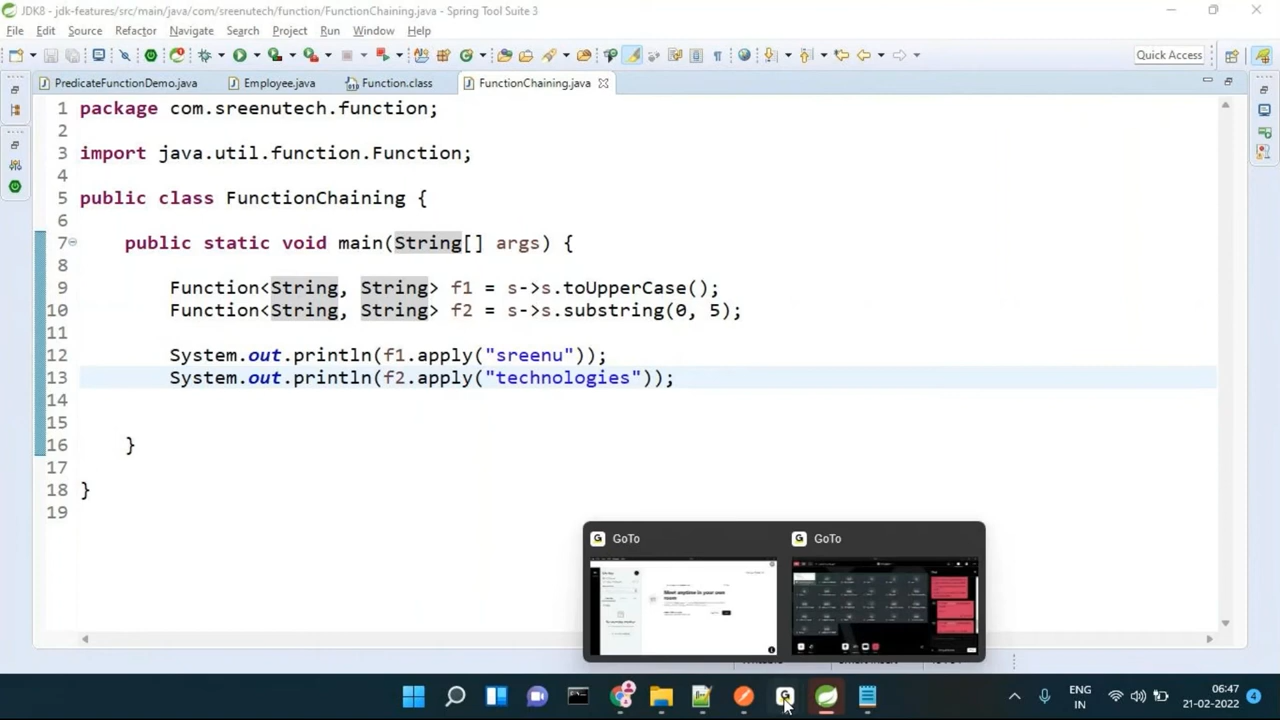 JDK8 - jdk-features/src/main/java/com/sreenutech/function/FunctionChaining.java - Spring Tool Suite 3
File Edit Source Refactor Navigate Search Project Run Window Help
Quick Access
PredicateFunctionDemo.java Employee.java Function.class FunctionChaining.java
1 package com.sreenutech.function;
2
3 import java.util.function.Function;
4
5 public class FunctionChaining {
6
7 public static void main(String[] args) {
8
9 Function<String, String> f1 = s->s.toUpperCase();
10 Function<String, String> f2 = s->s.substring(0, 5);
11
12 System.out.println(f1.apply("sreenu"));
13 System.out.println(f2.apply("technologies"));
14
15
16 }
17
18 }
19
GoTo GoTo
Meet anytime in your own
room
ENG
IN
06:47
21-02-2022
4